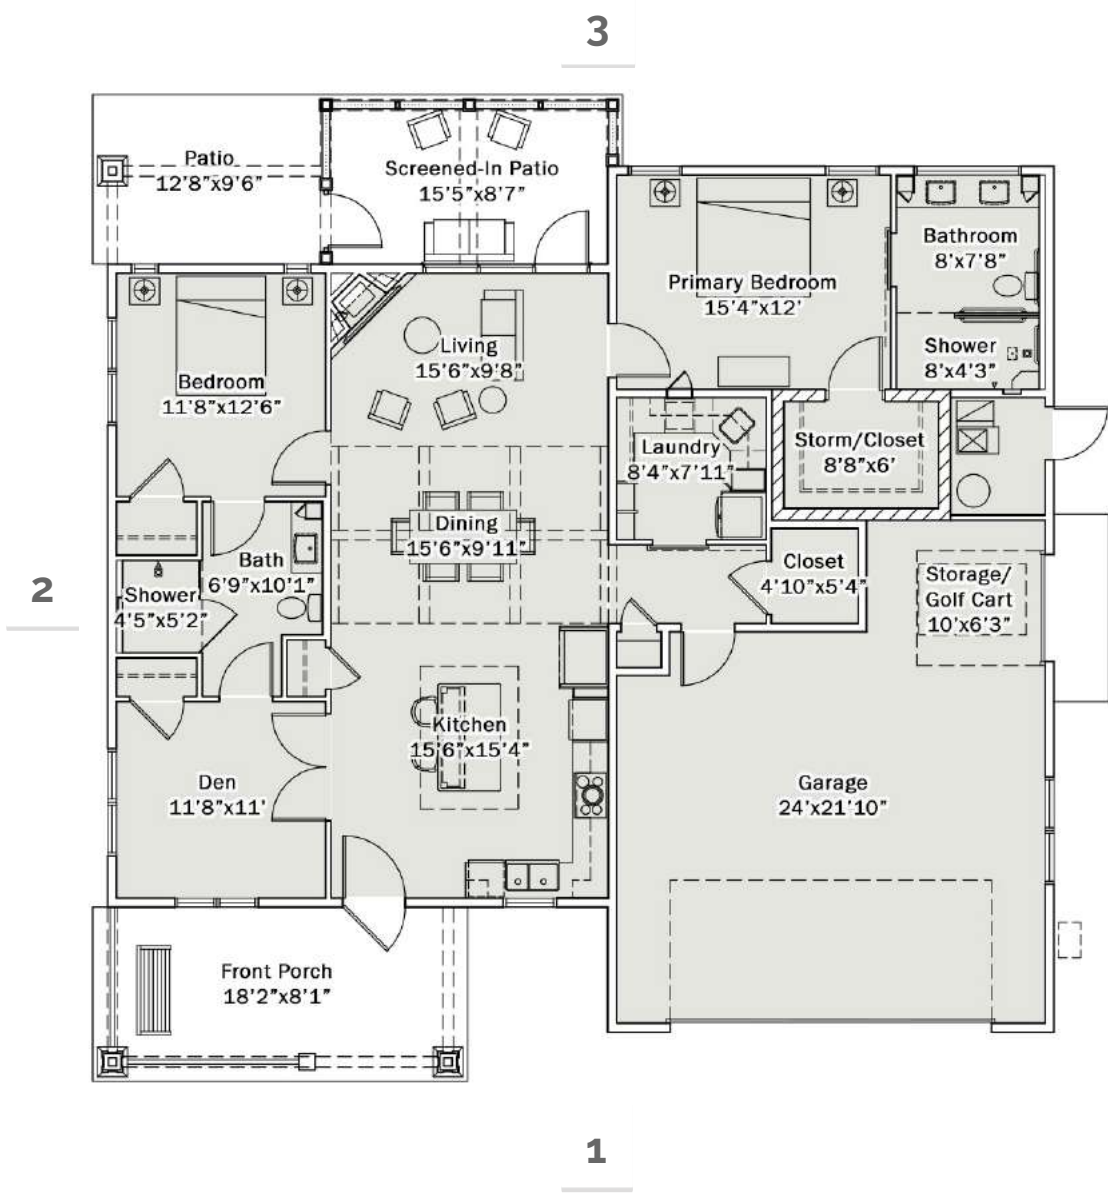 3
Patio
12’8”x9’6”
Screened-In Patio
15’5”x8’7”
Bathroom
8’x7’8”
Primary Bedroom
15’4”x12’
Living
15’6”x9’8”
Shower
8’x4’3”
Bedroom
11’8”x12’6”
Laundry
8’4”x7’11”
Storm/Closet
8’8”x6’
Dining
15’6”x9’11”
Bath
6’9”x10’1”
Closet
4’10”x5’4”
Storage/
Golf Cart
10’x6’3”
2
Shower
4’5”x5’2”
Kitchen
15’6”x15’4”
Den
11’8”x11’
Garage
24’x21’10”
Front Porch
18’2”x8’1”
1